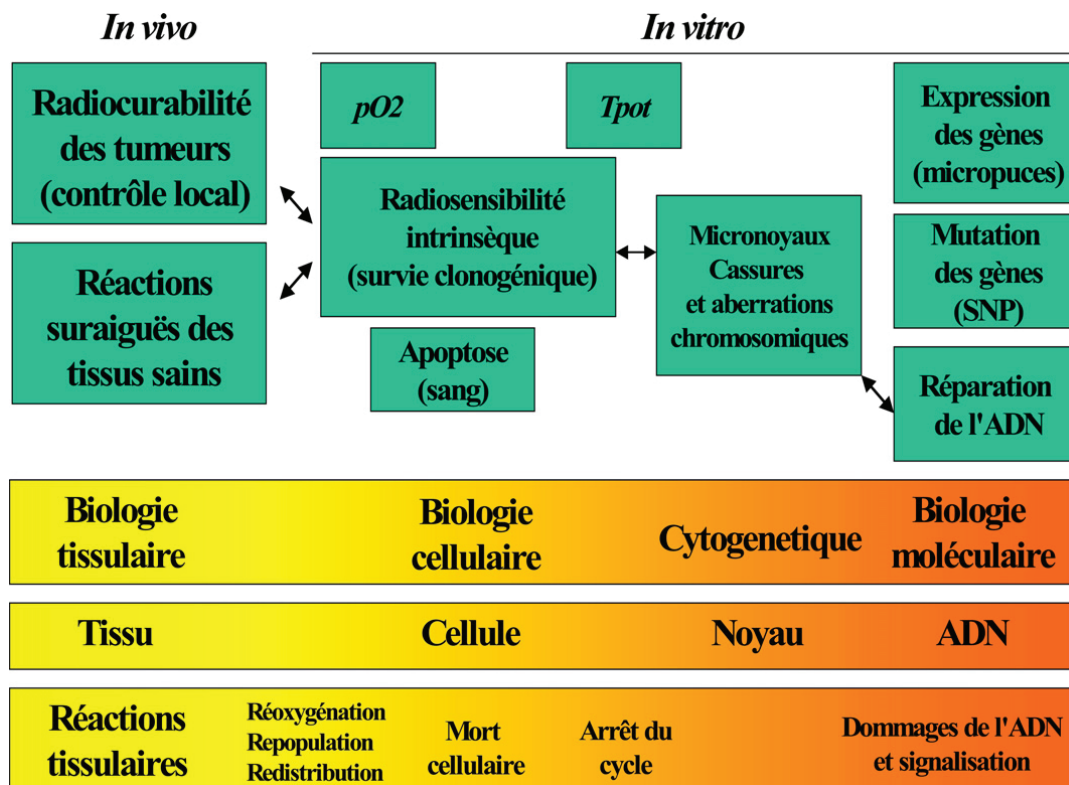 In vivo
In vitro
Radiocurabilité
des tumeurs
(contrôle local)
Réactions
suraiguës des
tissus sains
pO2
Tpot
Radiosensibilité
intrinsèque
(survie clonogénique)
Apoptose
(sang)
Micronoyaux
Cassures
et aberrations
chromosomiques
Expression
des gènes
(micropuces)
Mutation
des gènes
(SNP)
Réparation
de l'ADN
Biologie
tissulaire
Biologie
cellulaire
Cytogenetique
Biologie
moléculaire
Tissu
Cellule
Noyau
ADN
Réactions
tissulaires
Réoxygénation
Repopulation
Redistribution
Mort
cellulaire
Arrêt du
cycle
Dommages de l'ADN
et signalisation